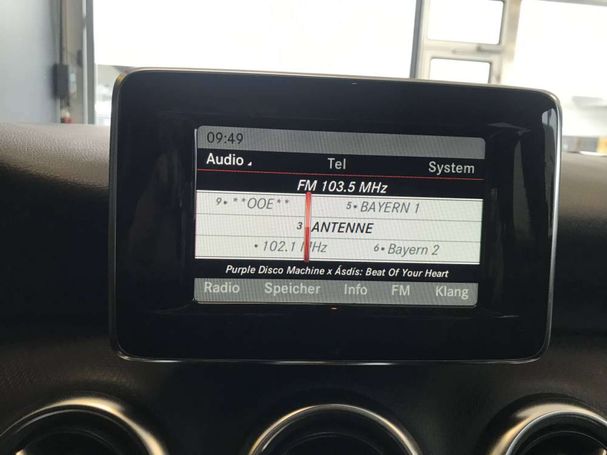 09:49
Audio Tel System
FM 103.5 MHz
9• **OOE** 5• BAYERN 1
3 ANTENNE
• 102.1 MHz 6• Bayern 2
Purple Disco Machine x Ásdís: Beat Of Your Heart
Radio Speicher Info FM Klang